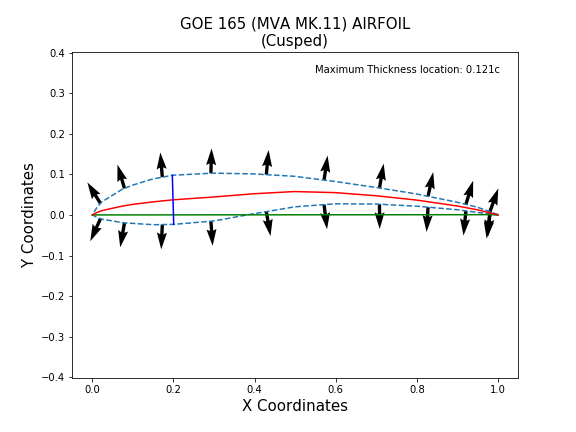 GOE 165 (MVA MK.11) AIRFOIL
(Cusped)
Maximum Thickness location: 0.121c
0.4
0.3
0.2
0.1
0.0
−0.1
−0.2
−0.3
−0.4
Y Coordinates
0.0 0.2 0.4 0.6 0.8 1.0
X Coordinates